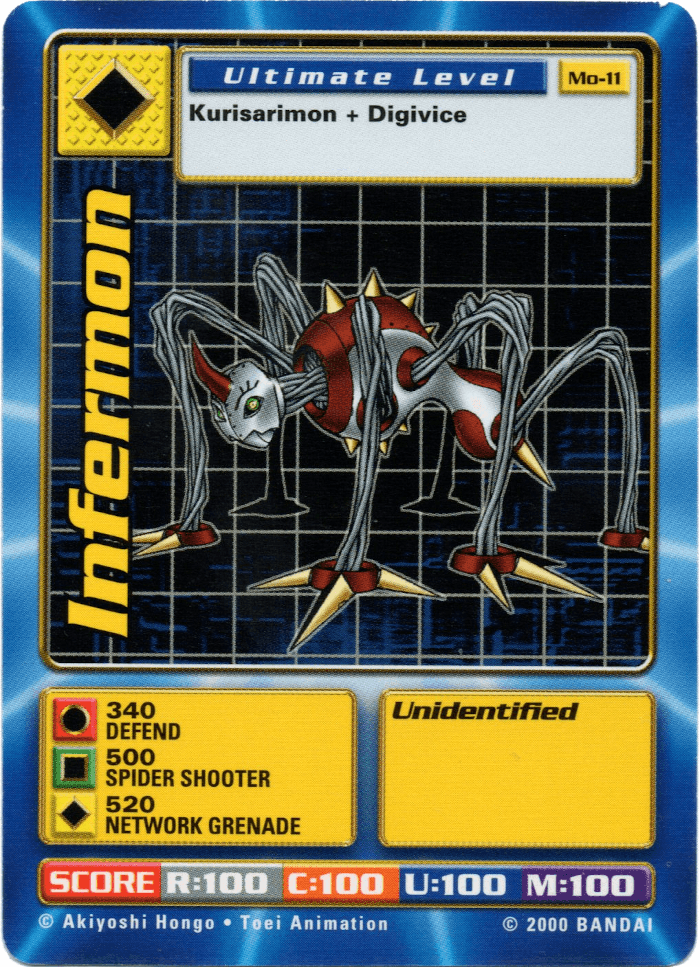 Ultimate Level
Mo-11
Kurisarimon + Digivice
Infermon
340
DEFEND
500
SPIDER SHOOTER
520
NETWORK GRENADE
Unidentified
SCORE R:100 C:100 U:100 M:100
© Akiyoshi Hongo • Toei Animation
© 2000 BANDAI